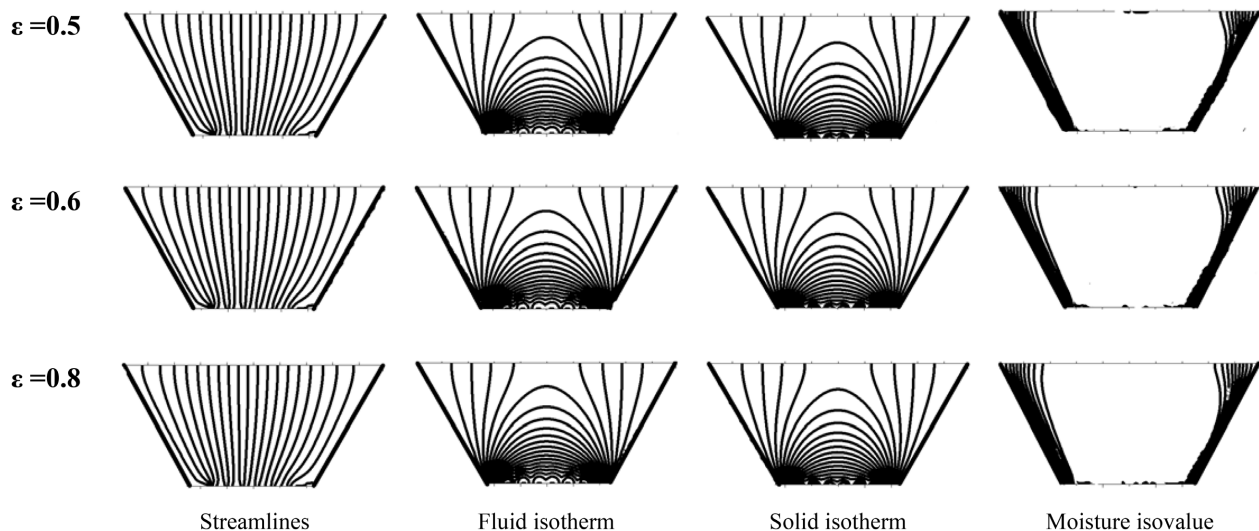 ε =0.5
ε =0.6
ε =0.8
Streamlines Fluid isotherm Solid isotherm Moisture isovalue